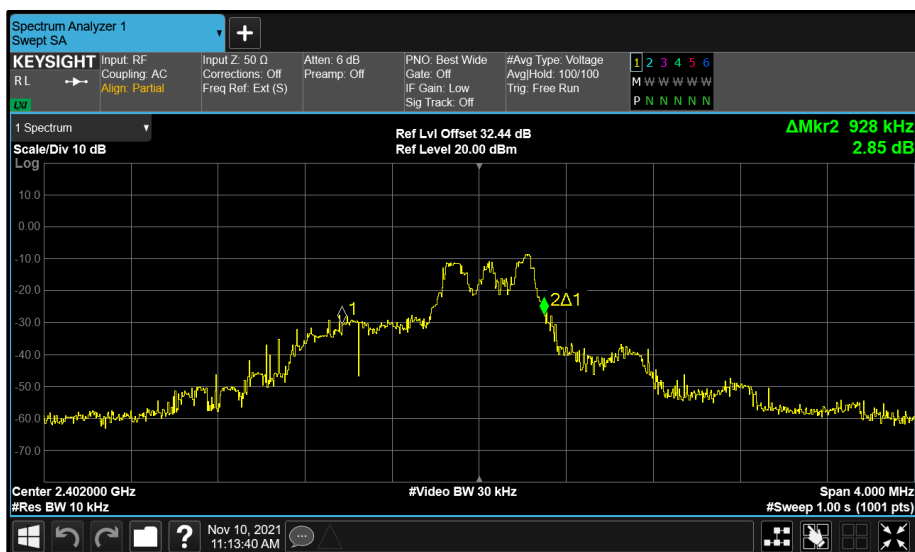 Spectrum Analyzer 1
Swept SA
+
KEYSIGHT
R L
LXI
Input: RF
Coupling: AC
Align: Partial
Input Z: 50 Ω
Corrections: Off
Freq Ref: Ext (S)
Atten: 6 dB
Preamp: Off
PNO: Best Wide
Gate: Off
IF Gain: Low
Sig Track: Off
#Avg Type: Voltage
Avg|Hold: 100/100
Trig: Free Run
1 2 3 4 5 6
M W W W W W
P N N N N N
1 Spectrum
Scale/Div 10 dB
Ref Lvl Offset 32.44 dB
Ref Level 20.00 dBm
ΔMkr2 928 kHz
2.85 dB
Log
10.0
0.00
-10.0
-20.0
-30.0
-40.0
-50.0
-60.0
-70.0
1
2Δ1
Center 2.402000 GHz
#Res BW 10 kHz
#Video BW 30 kHz
Span 4.000 MHz
#Sweep 1.00 s (1001 pts)
?
Nov 10, 2021
11:13:40 AM